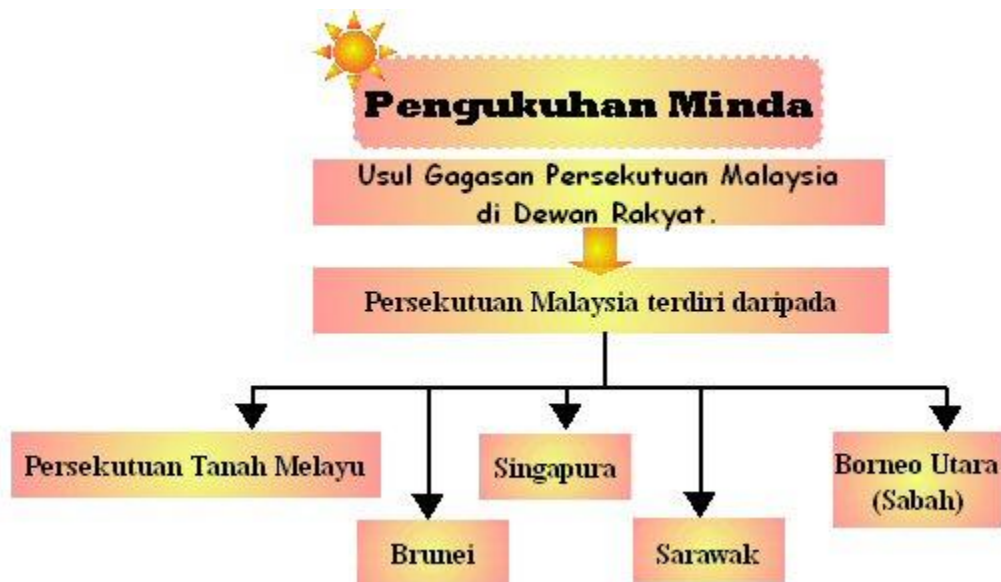 Pengukuhan Minda
Usul Gagasan Persekutuan Malaysia
di Dewan Rakyat.
Persekutuan Malaysia terdiri daripada
Persekutuan Tanah Melayu
Brunei
Singapura
Sarawak
Borneo Utara
(Sabah)